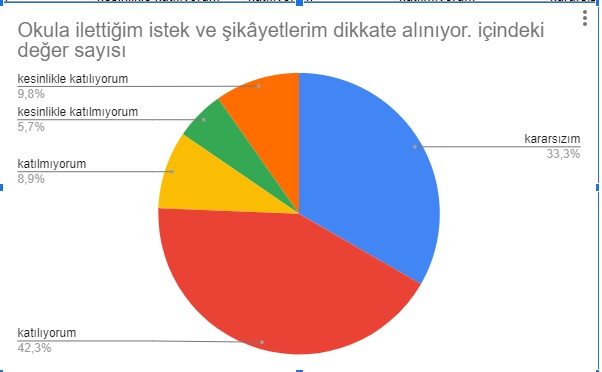 Okula ilettiğim istek ve şikâyetlerim dikkate alınıyor. içindeki
değer sayısı
kesinlikle katılıyorum
9,8%
kesinlikle katılmıyorum
5,7%
kararsızım
33,3%
katılmıyorum
8,9%
katılıyorum
42,3%